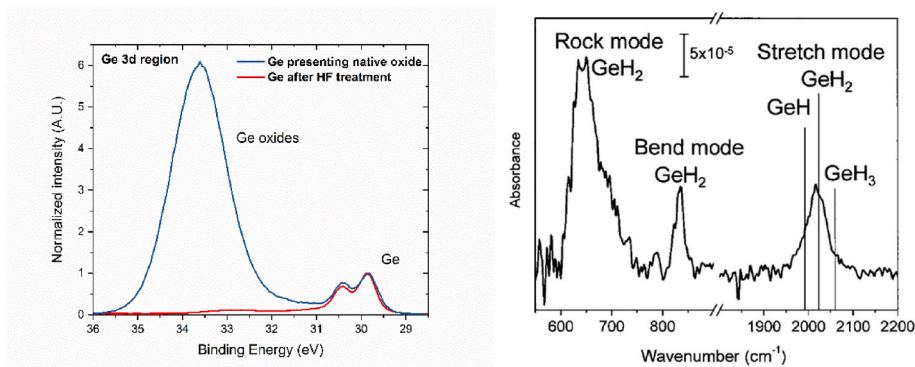 Ge 3d region
Ge presenting native oxide
Ge after HF treatment
Ge oxides
Ge
Normalized intensity (A.U.)
6
5
4
3
2
1
0
36 35 34 33 32 31 30 29
Binding Energy (eV)
Rock mode
GeH₂
5x10-5
Stretch mode
GeH₂
GeH
Bend mode
GeH₂
GeH₃
Absorbance
600 700 800 1900 2000 2100 2200
Wavenumber (cm⁻¹)